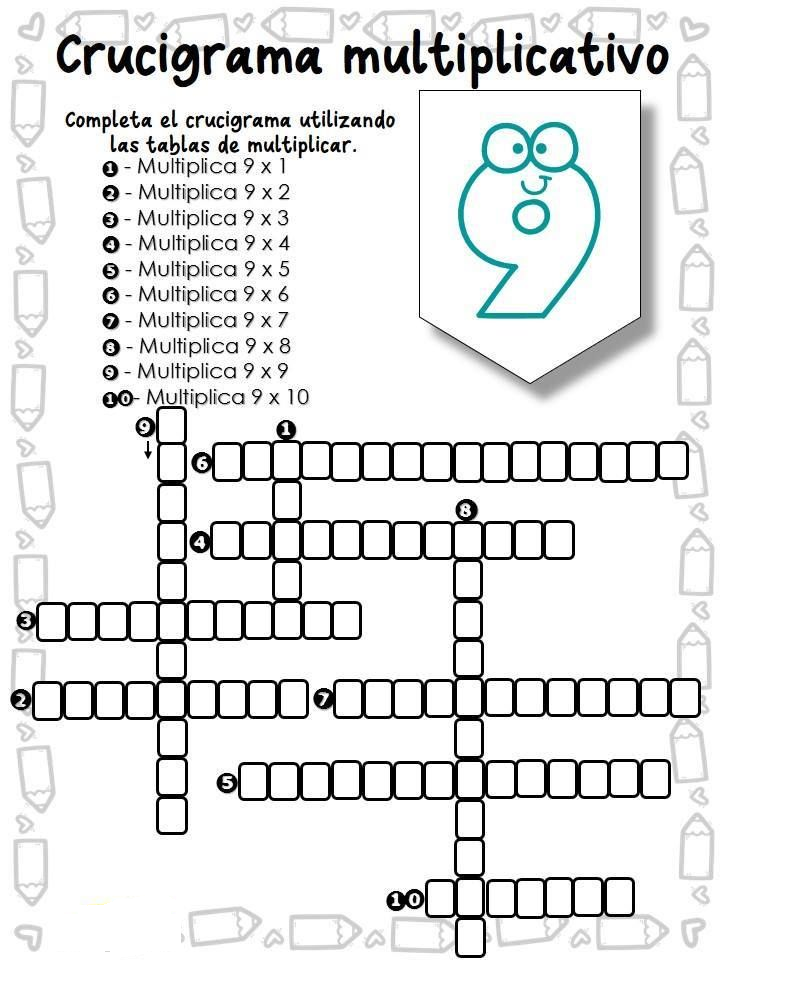 Crucigrama multiplicativo
Completa el crucigrama utilizando
las tablas de multiplicar.
1 - Multiplica 9 x 1
2 - Multiplica 9 x 2
3 - Multiplica 9 x 3
4 - Multiplica 9 x 4
5 - Multiplica 9 x 5
6 - Multiplica 9 x 6
7 - Multiplica 9 x 7
8 - Multiplica 9 x 8
9 - Multiplica 9 x 9
10- Multiplica 9 x 10
9
9
1
6
8
4
3
2
7
5
10